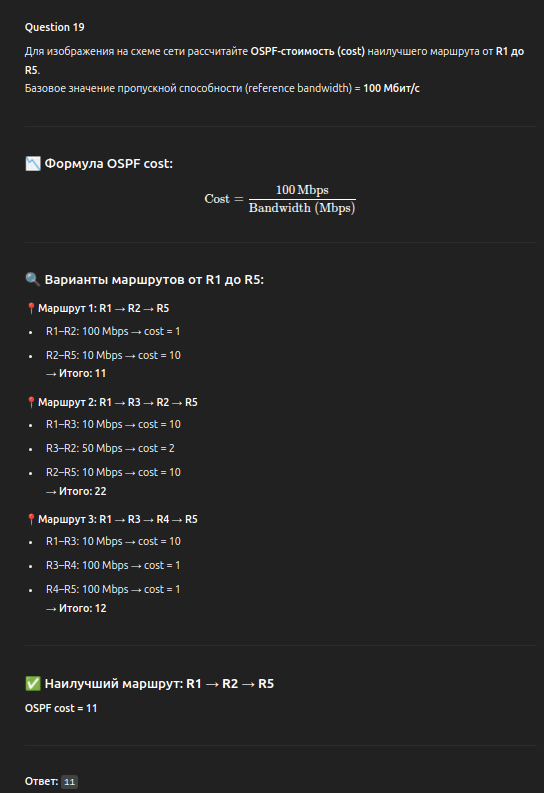 Question 19
Для изображения на схеме сети рассчитайте OSPF-стоимость (cost) наилучшего маршрута от R1 до
R5.
Базовое значение пропускной способности (reference bandwidth) = 100 Мбит/с
📉 Формула OSPF cost:
Cost = 100 Mbps / Bandwidth (Mbps)
🔍 Варианты маршрутов от R1 до R5:
📍Маршрут 1: R1 → R2 → R5
• R1–R2: 100 Mbps → cost = 1
• R2–R5: 10 Mbps → cost = 10
→ Итого: 11
📍Маршрут 2: R1 → R3 → R2 → R5
• R1–R3: 10 Mbps → cost = 10
• R3–R2: 50 Mbps → cost = 2
• R2–R5: 10 Mbps → cost = 10
→ Итого: 22
📍Маршрут 3: R1 → R3 → R4 → R5
• R1–R3: 10 Mbps → cost = 10
• R3–R4: 100 Mbps → cost = 1
• R4–R5: 100 Mbps → cost = 1
→ Итого: 12
✅ Наилучший маршрут: R1 → R2 → R5
OSPF cost = 11
Ответ: 11